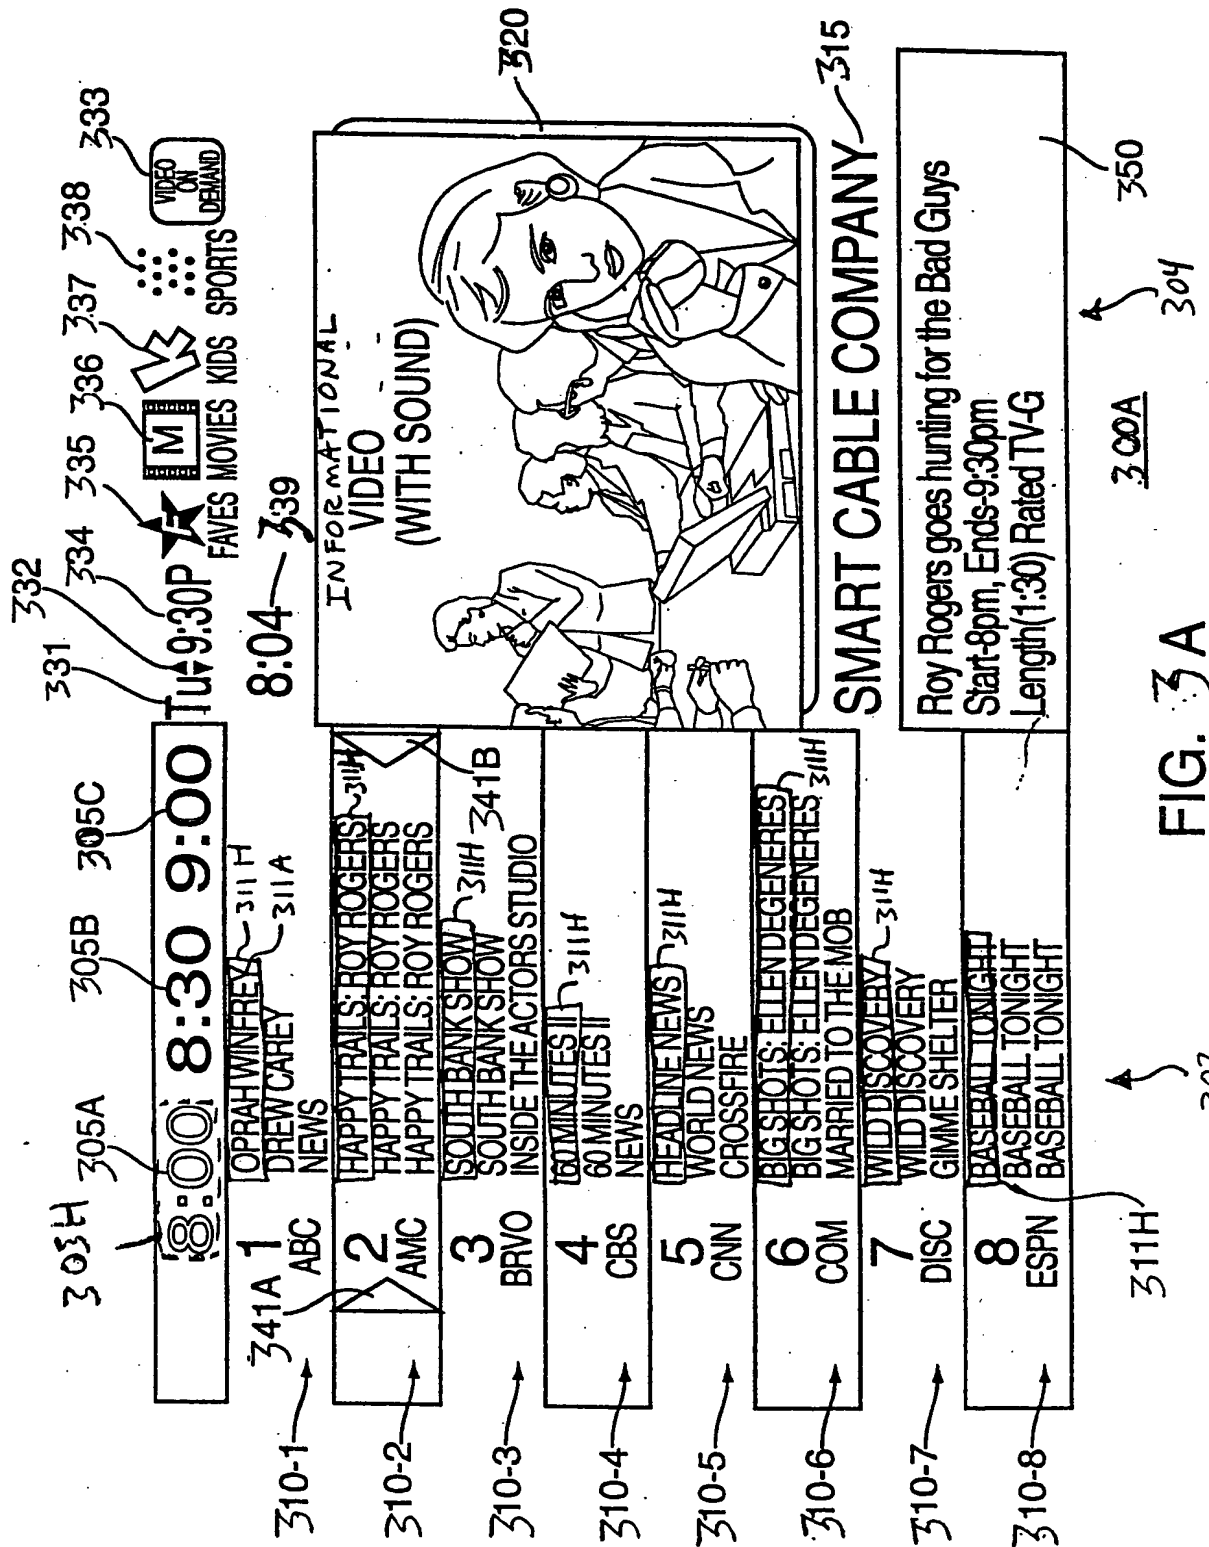 333
338
337
336
335
334
332
331
305C
305B
305A
305H
8:00 8:30 9:00
Tu 9:30P
FAVES
M
MOVIES
KIDS
SPORTS
VIDEO
ON
DEMAND
8:04
339
INFORMATIONAL
VIDEO
(WITH SOUND)
320
SMART CABLE COMPANY
315
Roy Rogers goes hunting for the Bad Guys
Start-8pm, Ends-9:30pm
Length(1:30) Rated TV-G
350
304
310-1
341A
1
ABC
OPRAH WINFREY
DREW CAREY
NEWS
311H
311A
310-2
2
AMC
HAPPY TRAILS: ROY ROGERS
HAPPY TRAILS: ROY ROGERS
HAPPY TRAILS: ROY ROGERS
311H
341B
310-3
3
BRVO
SOUTH BANK SHOW
SOUTH BANK SHOW
INSIDE THE ACTORS STUDIO
311H
310-4
4
CBS
60 MINUTES II
60 MINUTES II
NEWS
311H
310-5
5
CNN
HEADLINE NEWS
WORLD NEWS
CROSSFIRE
311H
310-6
6
COM
BIG SHOTS: ELLEN DEGENERES
BIG SHOTS: ELLEN DEGENERES
MARRIED TO THE MOB
311H
310-7
7
DISC
WILD DISCOVERY
WILD DISCOVERY
GIMME SHELTER
311H
310-8
8
ESPN
BASEBALL TONIGHT
BASEBALL TONIGHT
BASEBALL TONIGHT
311H
300A
FIG. 3A